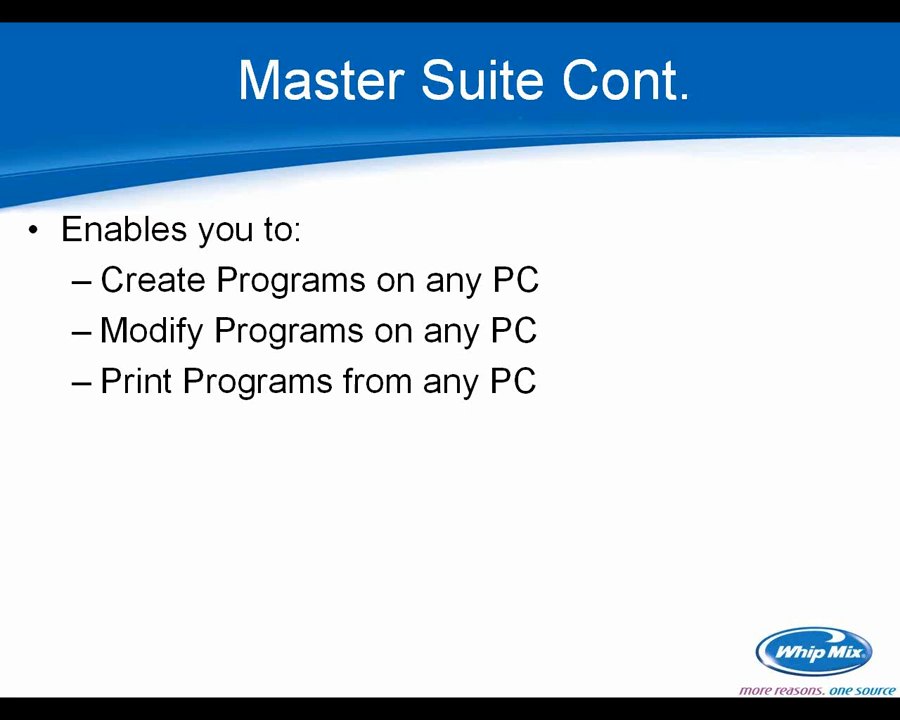 Master Suite Cont.
• Enables you to:
– Create Programs on any PC
– Modify Programs on any PC
– Print Programs from any PC
Whip Mix®
more reasons. one source